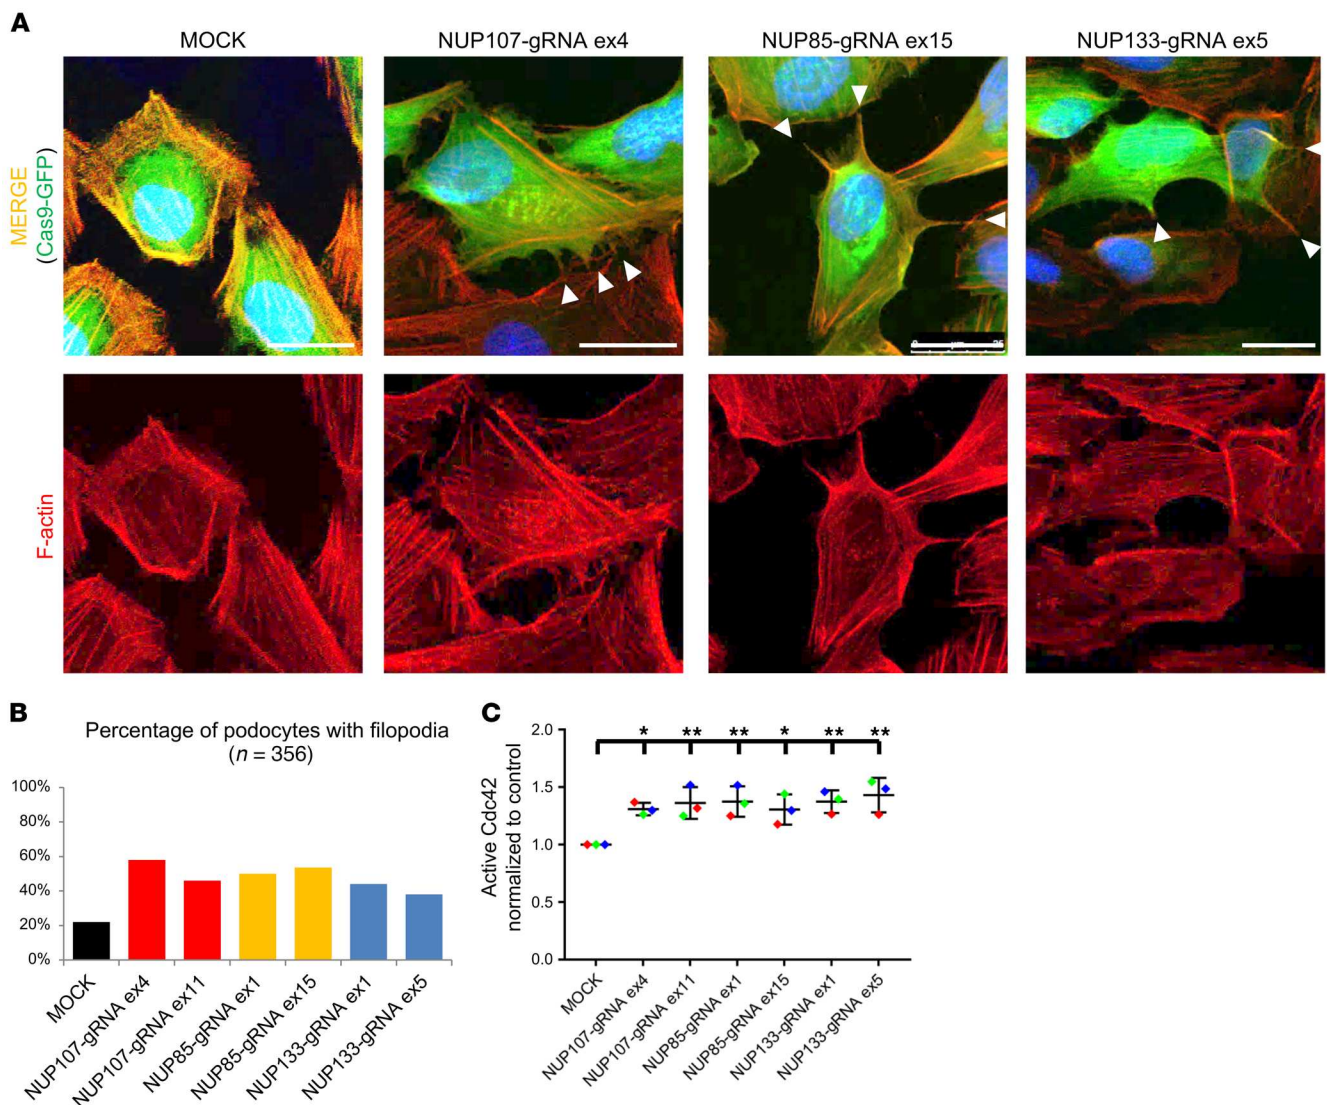 A
MOCK
NUP107-gRNA ex4
NUP85-gRNA ex15
NUP133-gRNA ex5
MERGE
(Cas9-GFP)
0 µm 25
F-actin
B
Percentage of podocytes with filopodia
(n = 356)
100%
80%
60%
40%
20%
0%
MOCK
NUP107-gRNA ex4
NUP107-gRNA ex11
NUP85-gRNA ex1
NUP85-gRNA ex15
NUP133-gRNA ex1
NUP133-gRNA ex5
C
Active Cdc42
normalized to control
* ** ** * ** **
2.0
1.5
1.0
0.5
0.0
MOCK
NUP107-gRNA ex4
NUP107-gRNA ex11
NUP85-gRNA ex1
NUP85-gRNA ex15
NUP133-gRNA ex1
NUP133-gRNA ex5